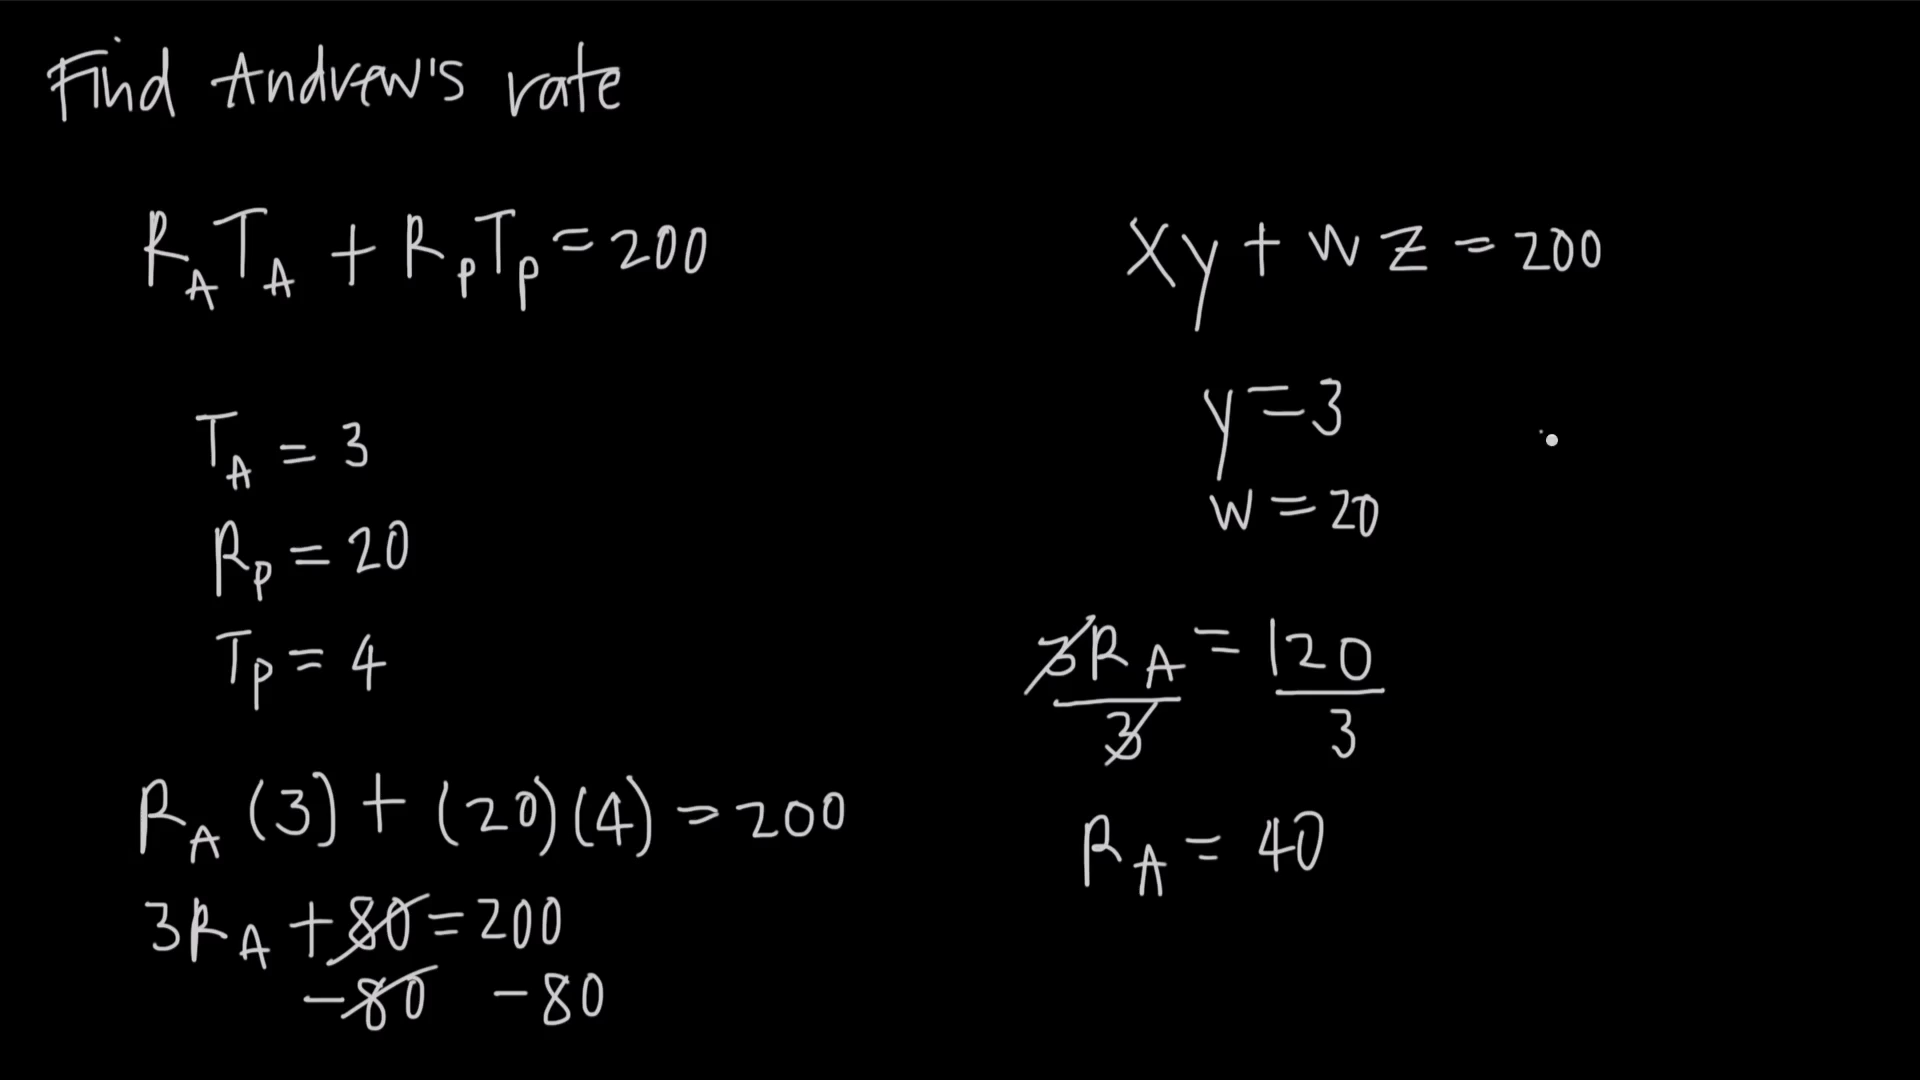 Find Andrew's rate
R_A T_A + R_P T_P = 200
T_A = 3
R_P = 20
T_P = 4
R_A (3) + (20)(4) = 200
3R_A + 80 = 200
-80 -80
xy + wz = 200
y = 3
w = 20
3R_A = 120
3 3
R_A = 40